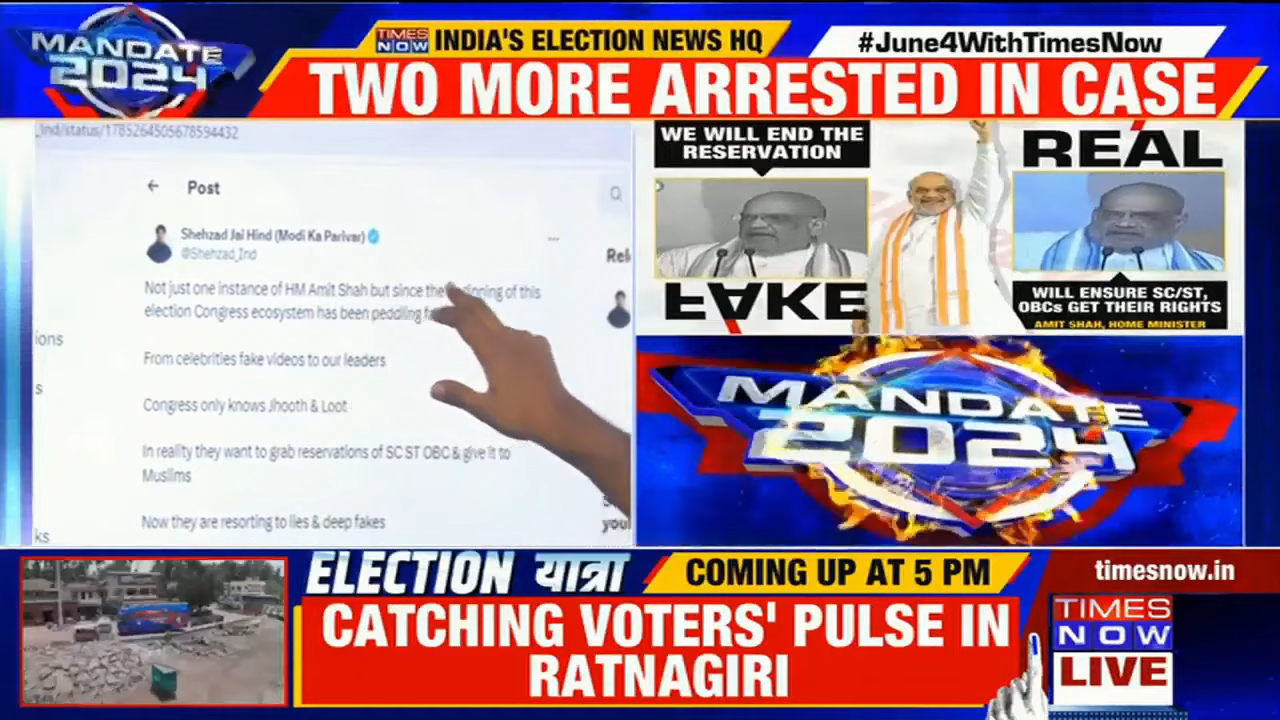 MANDATE
2024
TIMES
NOW
INDIA'S ELECTION NEWS HQ
#June4WithTimesNow
TWO MORE ARRESTED IN CASE
_Ind/status/1785264505678594432
Post
Shehzad Jai Hind (Modi Ka Parivar)
@Shehzad_Ind
Rel
Not just one instance of HM Amit Shah but since the of this
election Congress ecosystem has been peddling
ions
From celebrities fake videos to our leaders
s
Congress only knows Jhooth & Loot
In reality they want to grab reservations of SC ST OBC & give it to
Muslims
Now they are resorting to lies & deep fakes
ks
you
WE WILL END THE
RESERVATION
FAKE
REAL
WILL ENSURE SC/ST,
OBCs GET THEIR RIGHTS
AMIT SHAH, HOME MINISTER
MANDATE
2024
ELECTION यात्रा
COMING UP AT 5 PM
CATCHING VOTERS' PULSE IN
RATNAGIRI
timesnow.in
TIMES
NOW
LIVE